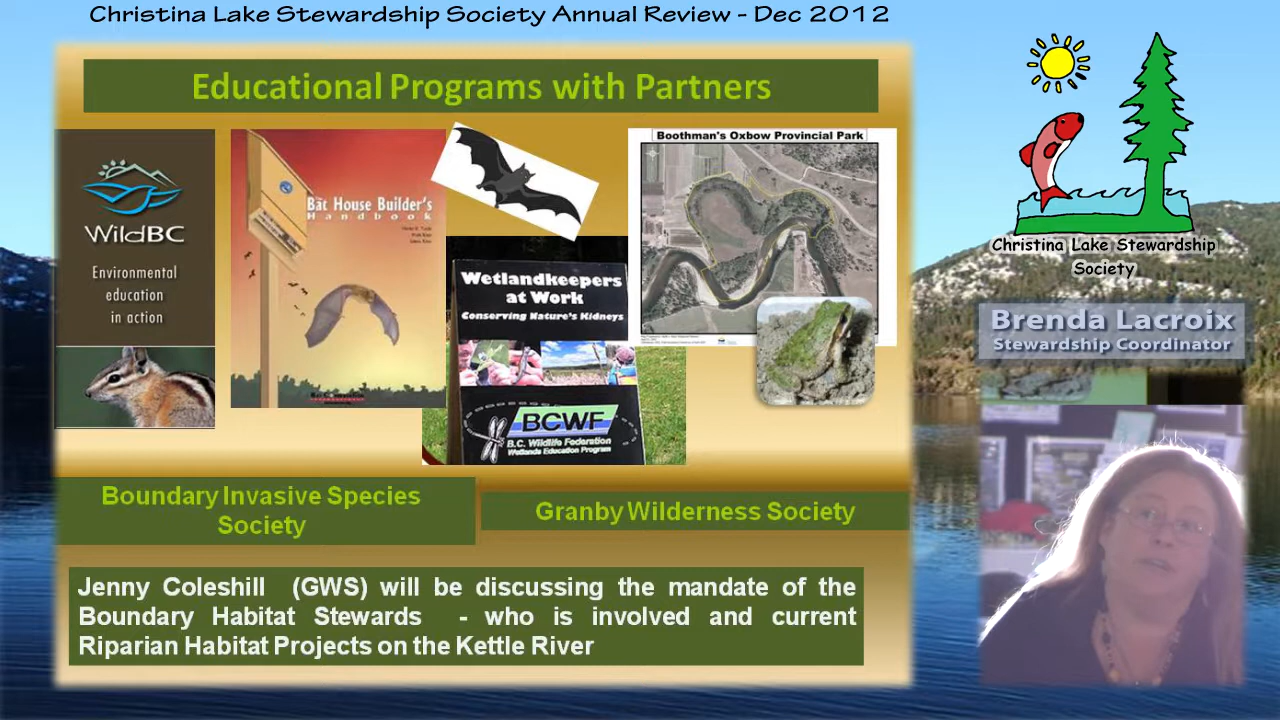 Christina Lake Stewardship Society Annual Review - Dec 2012
Educational Programs with Partners
WildBC
Environmental
education
in action
Bat House Builder's
Handbook
Boothman's Oxbow Provincial Park
Wetlandkeepers
at Work
Conserving Nature's Kidneys
BCWF
B.C. Wildlife Federation
Wetlands Education Program
Boundary Invasive Species
Society
Granby Wilderness Society
Jenny Coleshill (GWS) will be discussing the mandate of the
Boundary Habitat Stewards - who is involved and current
Riparian Habitat Projects on the Kettle River
Christina Lake Stewardship
Society
Brenda Lacroix
Stewardship Coordinator